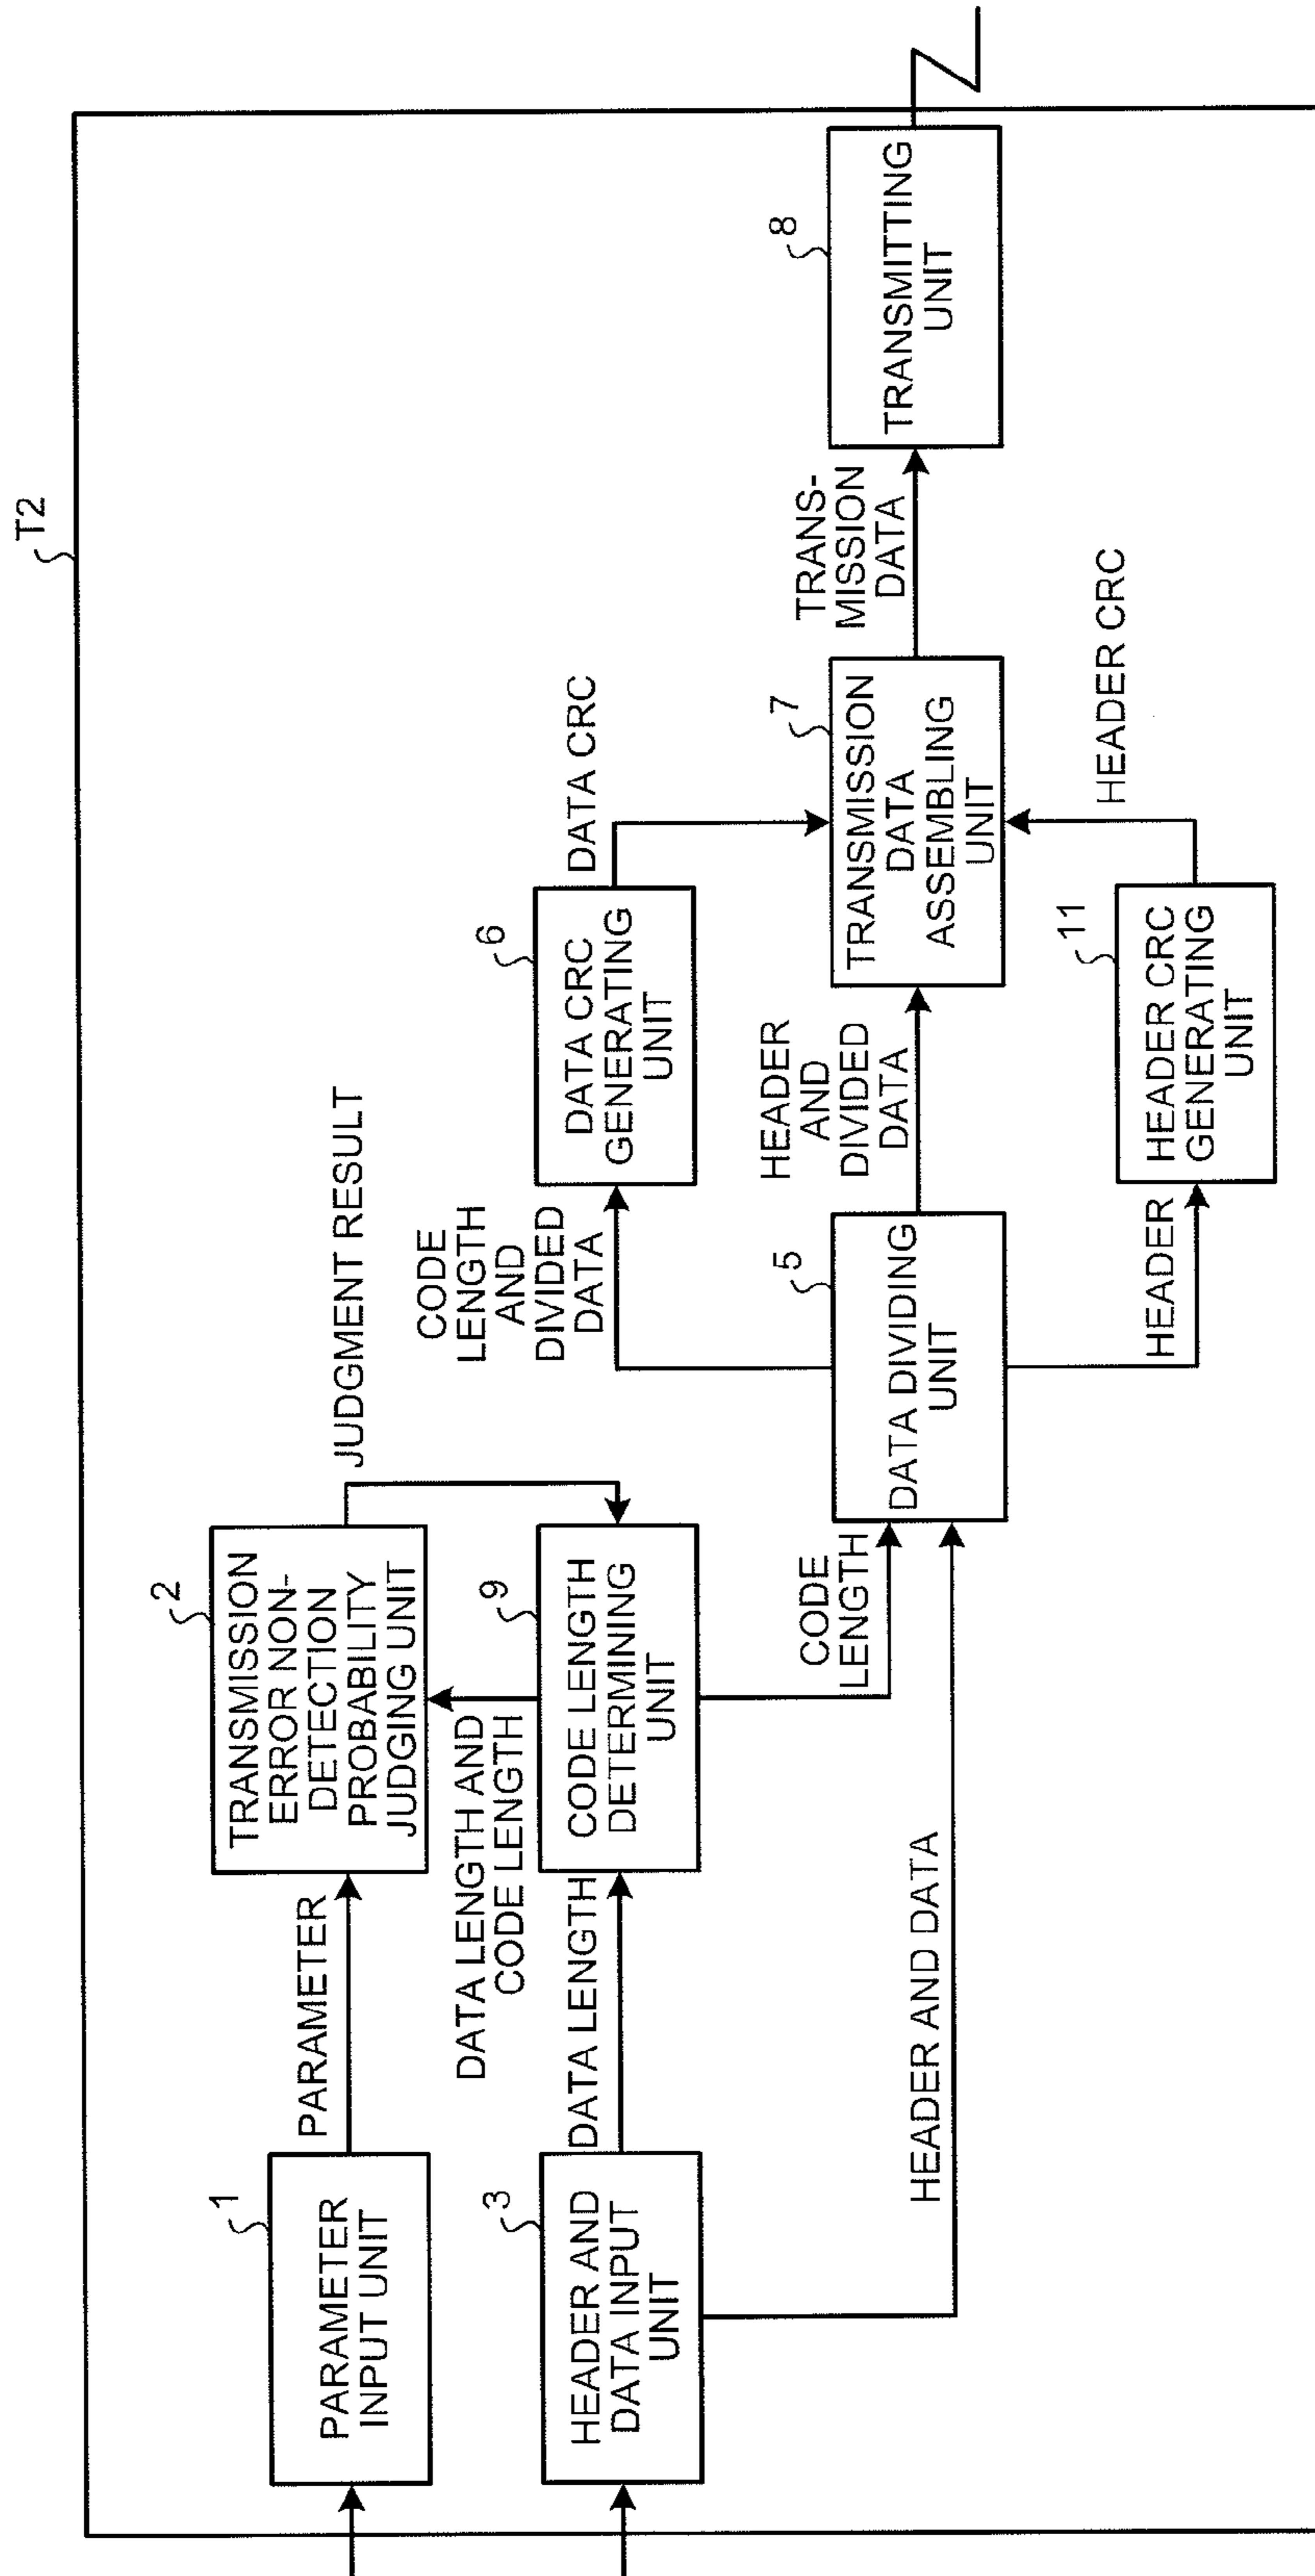 T2
1
PARAMETER
INPUT UNIT
PARAMETER
2
TRANSMISSION
ERROR NON-
DETECTION
PROBABILITY
JUDGING UNIT
JUDGMENT RESULT
3
HEADER AND
DATA INPUT
UNIT
DATA LENGTH
DATA LENGTH AND
CODE LENGTH
9
CODE LENGTH
DETERMINING
UNIT
CODE
LENGTH
HEADER AND DATA
5
DATA DIVIDING
UNIT
CODE
LENGTH
AND
DIVIDED
DATA
6
DATA CRC
GENERATING
UNIT
DATA CRC
HEADER
AND
DIVIDED
DATA
7
TRANSMISSION
DATA
ASSEMBLING
UNIT
HEADER
11
HEADER CRC
GENERATING
UNIT
HEADER CRC
TRANS-
MISSION
DATA
8
TRANSMITTING
UNIT